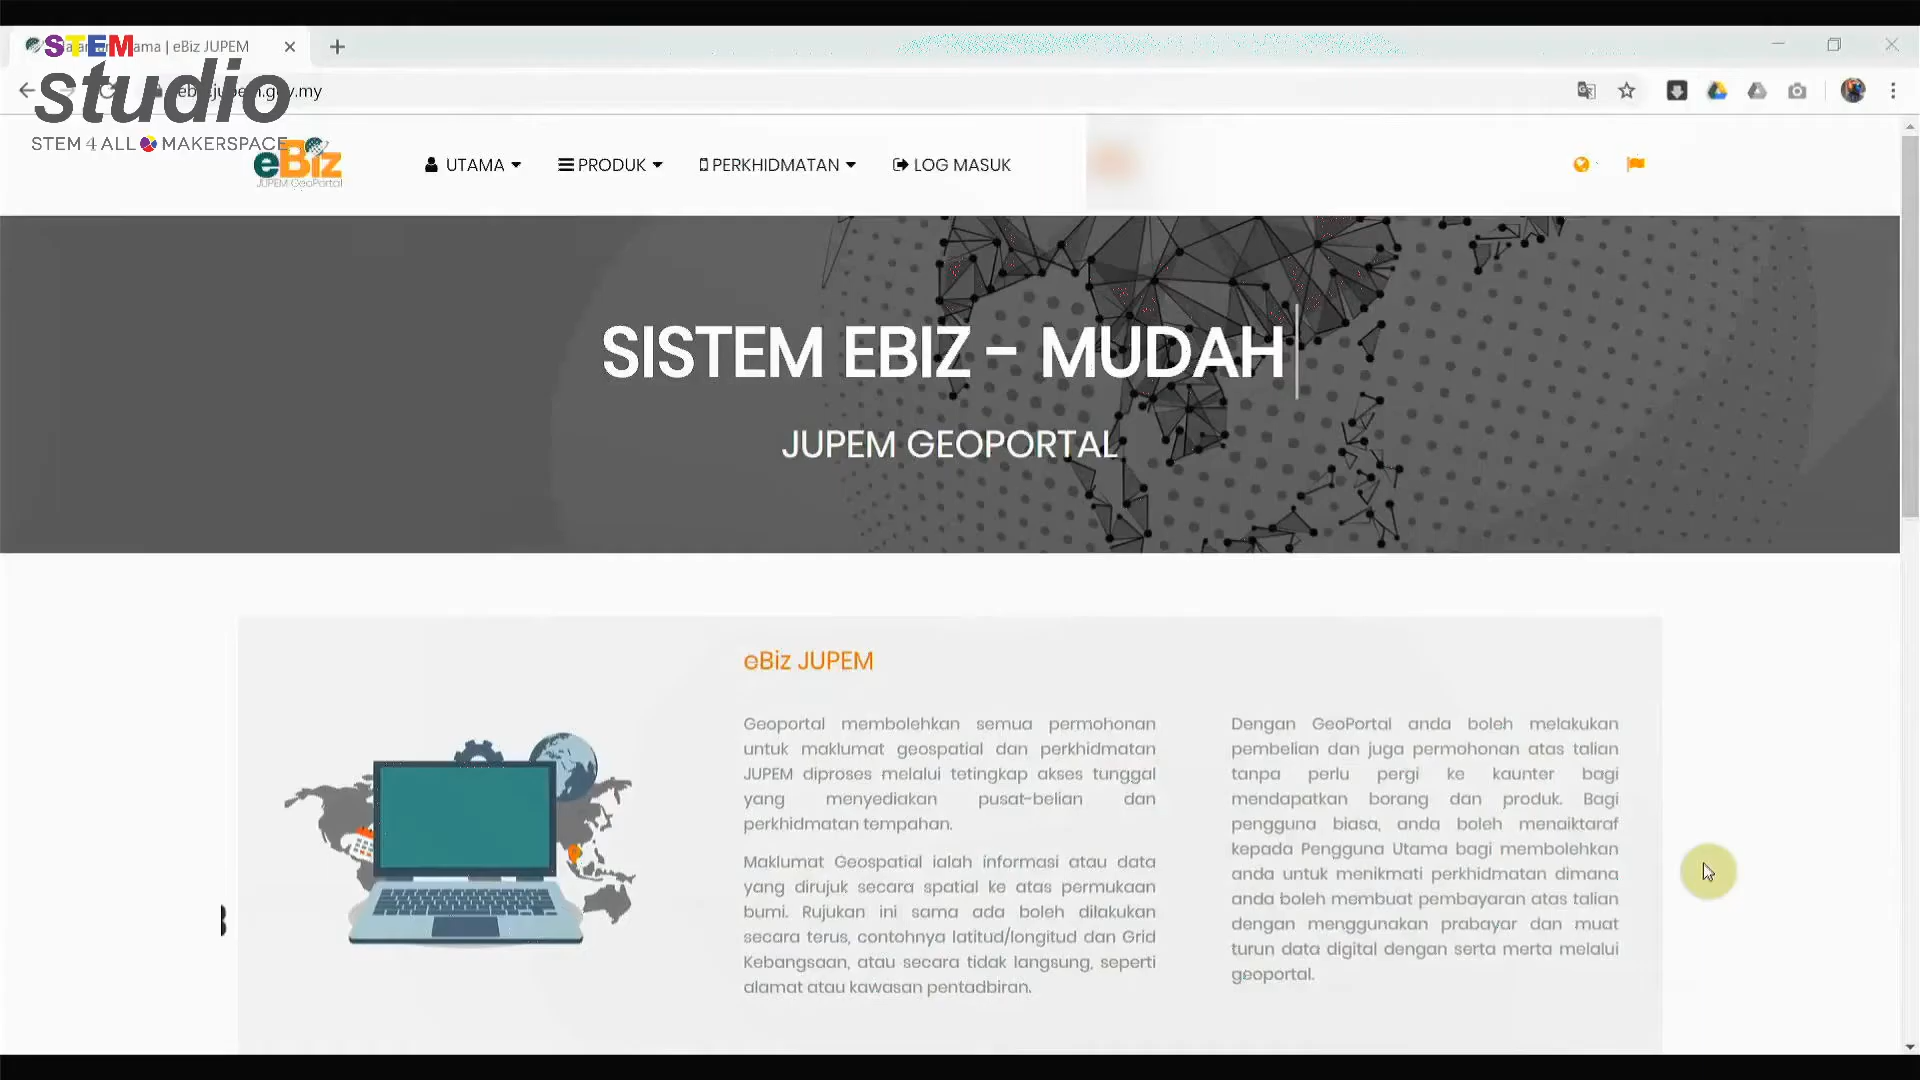 STEM
studio
STEM 4 ALL MAKERSPACE
ama | eBiz JUPEM
eBiz
JUPEM GeoPortal
UTAMA
PRODUK
PERKHIDMATAN
LOG MASUK
SISTEM EBIZ - MUDAH
JUPEM GEOPORTAL
eBiz JUPEM
Geoportal membolehkan semua permohonan
untuk maklumat geospatial dan perkhidmatan
JUPEM diproses melalui tetingkap akses tunggal
yang menyediakan pusat-belian dan
perkhidmatan tempahan.
Maklumat Geospatial ialah informasi atau data
yang dirujuk secara spatial ke atas permukaan
bumi. Rujukan ini sama ada boleh dilakukan
secara terus, contohnya latitud/longitud dan Grid
Kebangsaan, atau secara tidak langsung, seperti
alamat atau kawasan pentadbiran.
Dengan GeoPortal anda boleh melakukan
pembelian dan juga permohonan atas talian
tanpa perlu pergi ke kaunter bagi
mendapatkan borang dan produk. Bagi
pengguna biasa, anda boleh menaiktaraf
kepada Pengguna Utama bagi membolehkan
anda untuk menikmati perkhidmatan dimana
anda boleh membuat pembayaran atas talian
dengan menggunakan prabayar dan muat
turun data digital dengan serta merta melalui
geoportal.